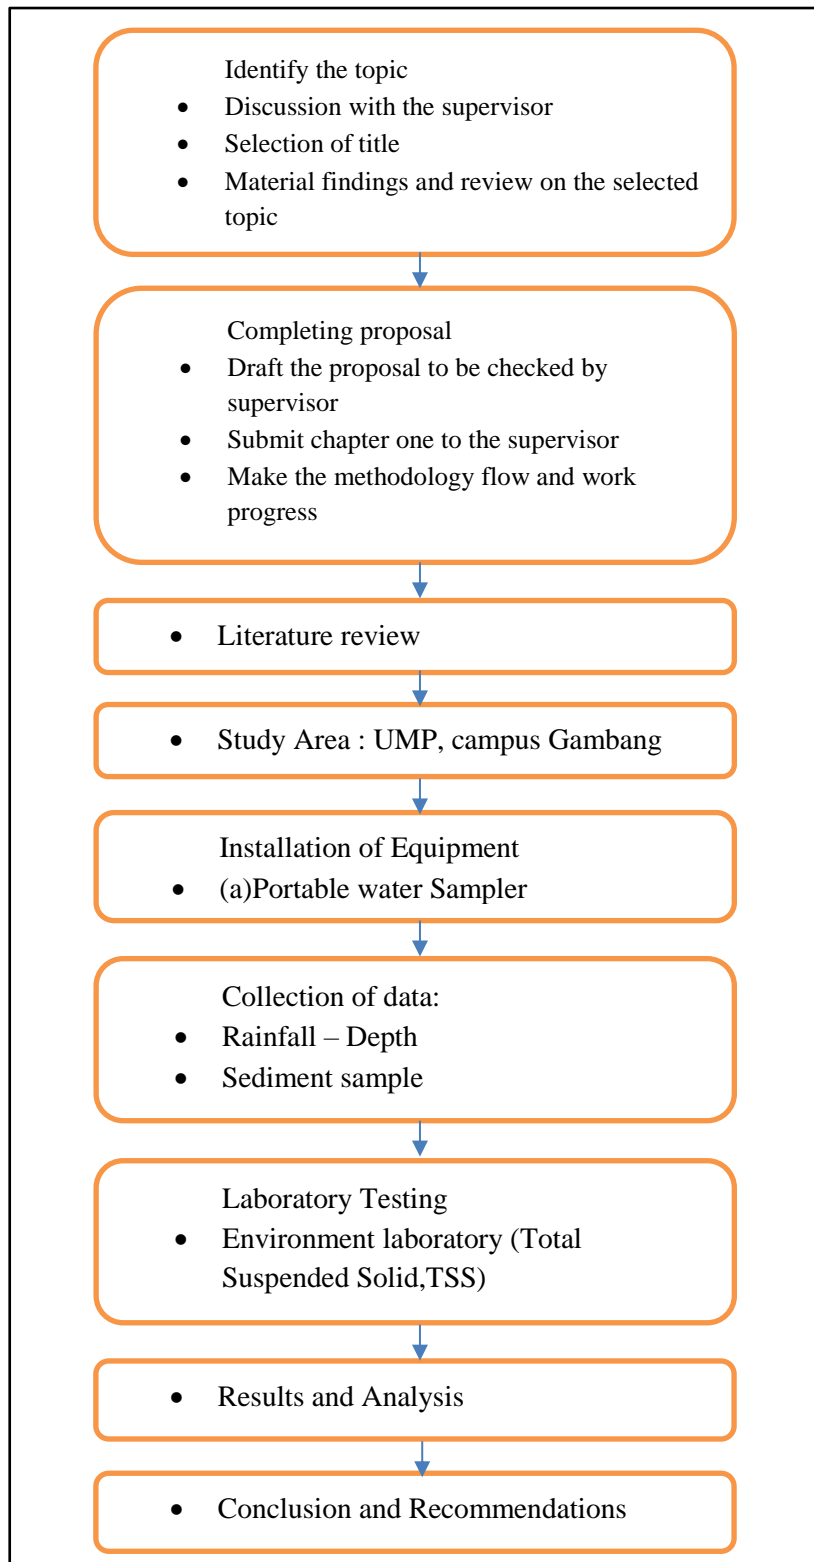 Identify the topic
• Discussion with the supervisor
• Selection of title
• Material findings and review on the selected
topic
Completing proposal
• Draft the proposal to be checked by
supervisor
• Submit chapter one to the supervisor
• Make the methodology flow and work
progress
• Literature review
• Study Area : UMP, campus Gambang
Installation of Equipment
• (a)Portable water Sampler
Collection of data:
• Rainfall – Depth
• Sediment sample
Laboratory Testing
• Environment laboratory (Total
Suspended Solid,TSS)
• Results and Analysis
• Conclusion and Recommendations